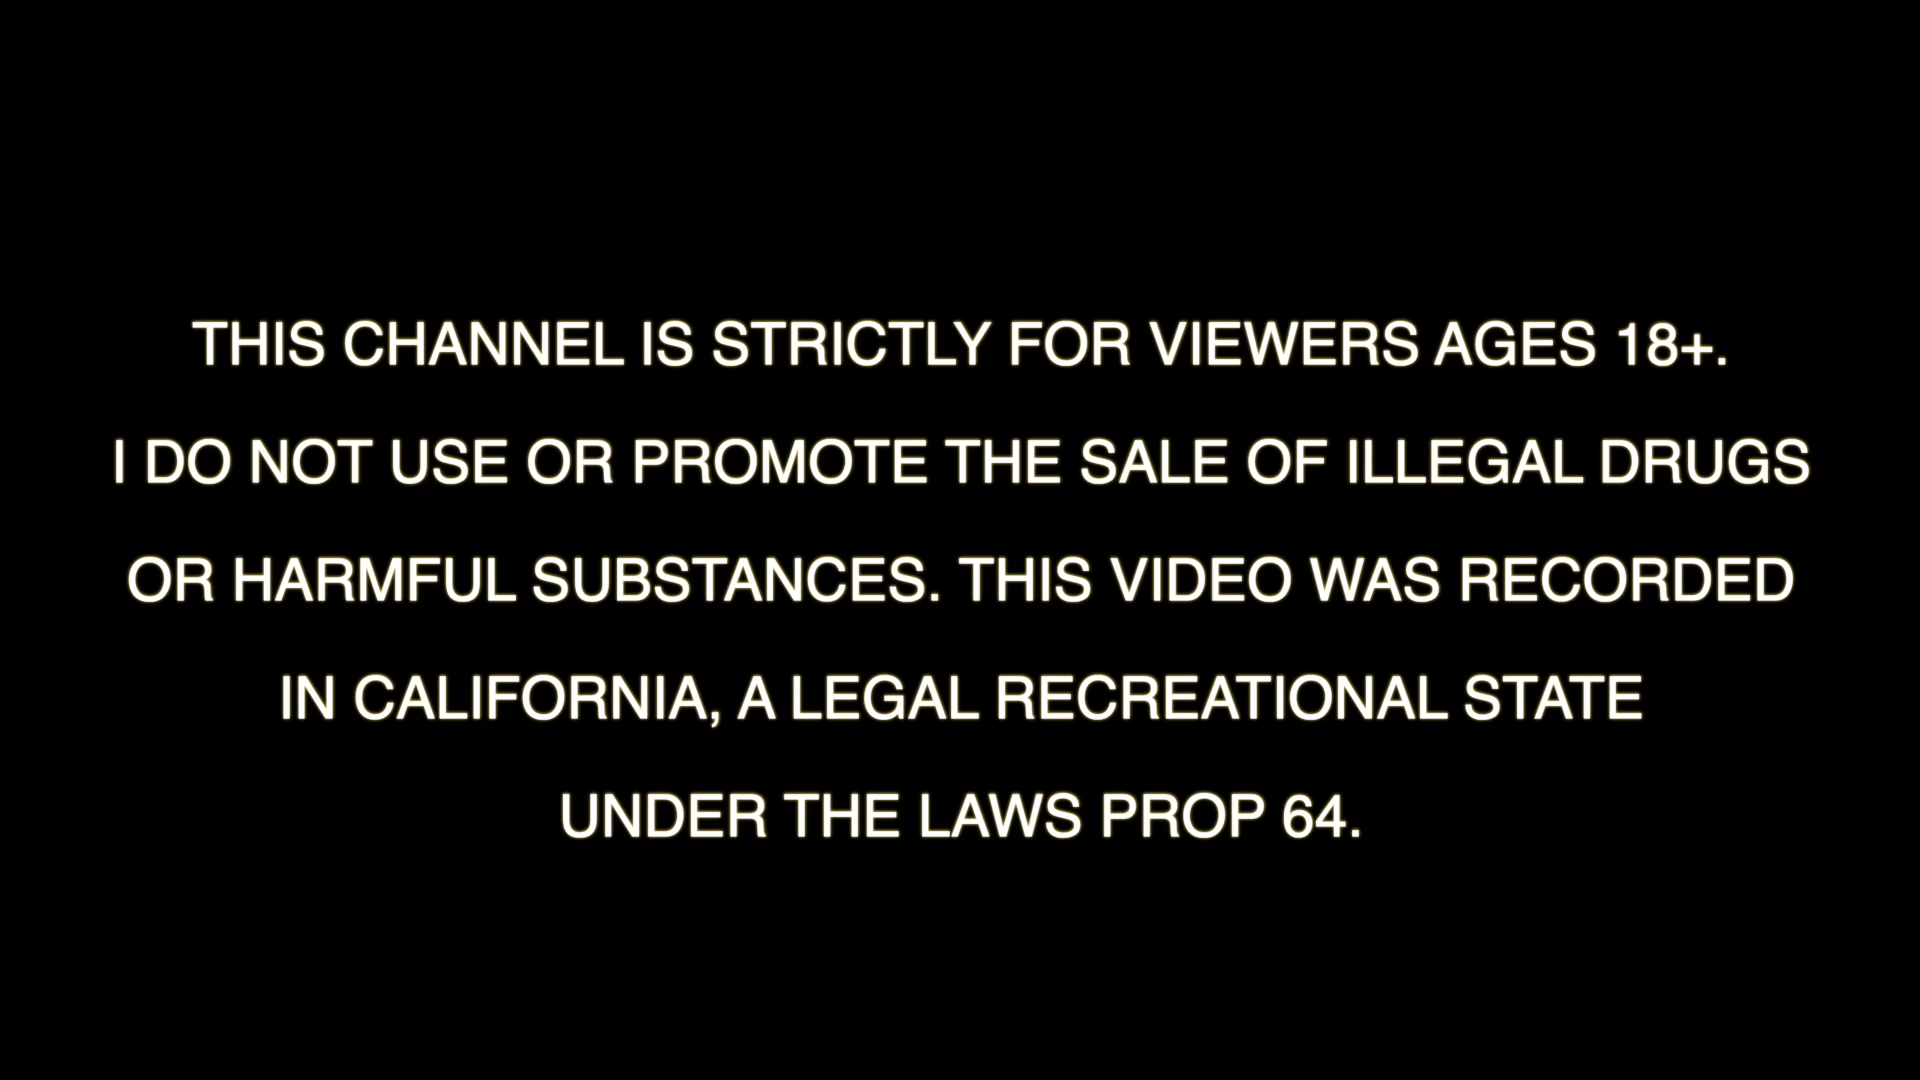 THIS CHANNEL IS STRICTLY FOR VIEWERS AGES 18+.
I DO NOT USE OR PROMOTE THE SALE OF ILLEGAL DRUGS
OR HARMFUL SUBSTANCES. THIS VIDEO WAS RECORDED
IN CALIFORNIA, A LEGAL RECREATIONAL STATE
UNDER THE LAWS PROP 64.